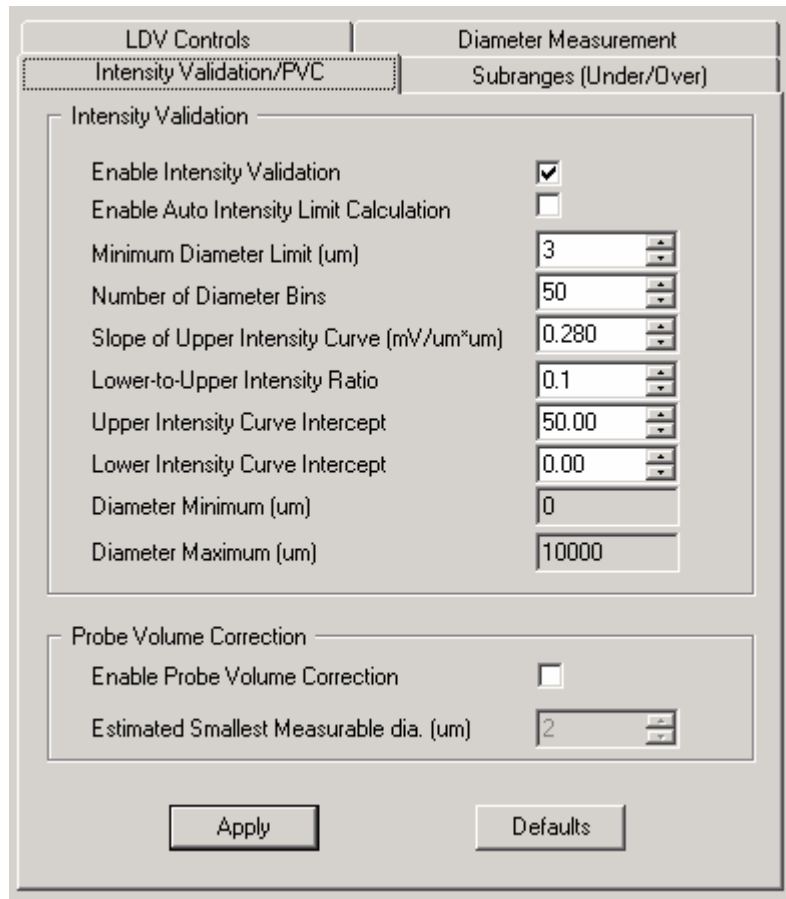 LDV Controls Diameter Measurement
Intensity Validation/PVC Subranges (Under/Over)
Intensity Validation
Enable Intensity Validation
Enable Auto Intensity Limit Calculation
Minimum Diameter Limit (um) 3
Number of Diameter Bins 50
Slope of Upper Intensity Curve (mV/um*um) 0.280
Lower-to-Upper Intensity Ratio 0.1
Upper Intensity Curve Intercept 50.00
Lower Intensity Curve Intercept 0.00
Diameter Minimum (um) 0
Diameter Maximum (um) 10000
Probe Volume Correction
Enable Probe Volume Correction
Estimated Smallest Measurable dia. (um) 2
Apply Defaults